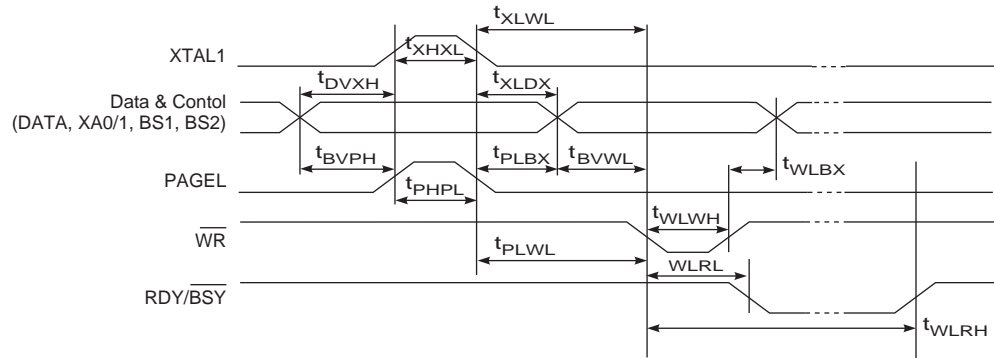 tXLWL
XTAL1
tXHXL
tDVXH
tXLDX
Data & Contol
(DATA, XA0/1, BS1, BS2)
tBVPH
tPLBX
tBVWL
tWLBX
PAGEL
tPHPL
tWLWH
WR
tPLWL
WLRL
RDY/BSY
tWLRH